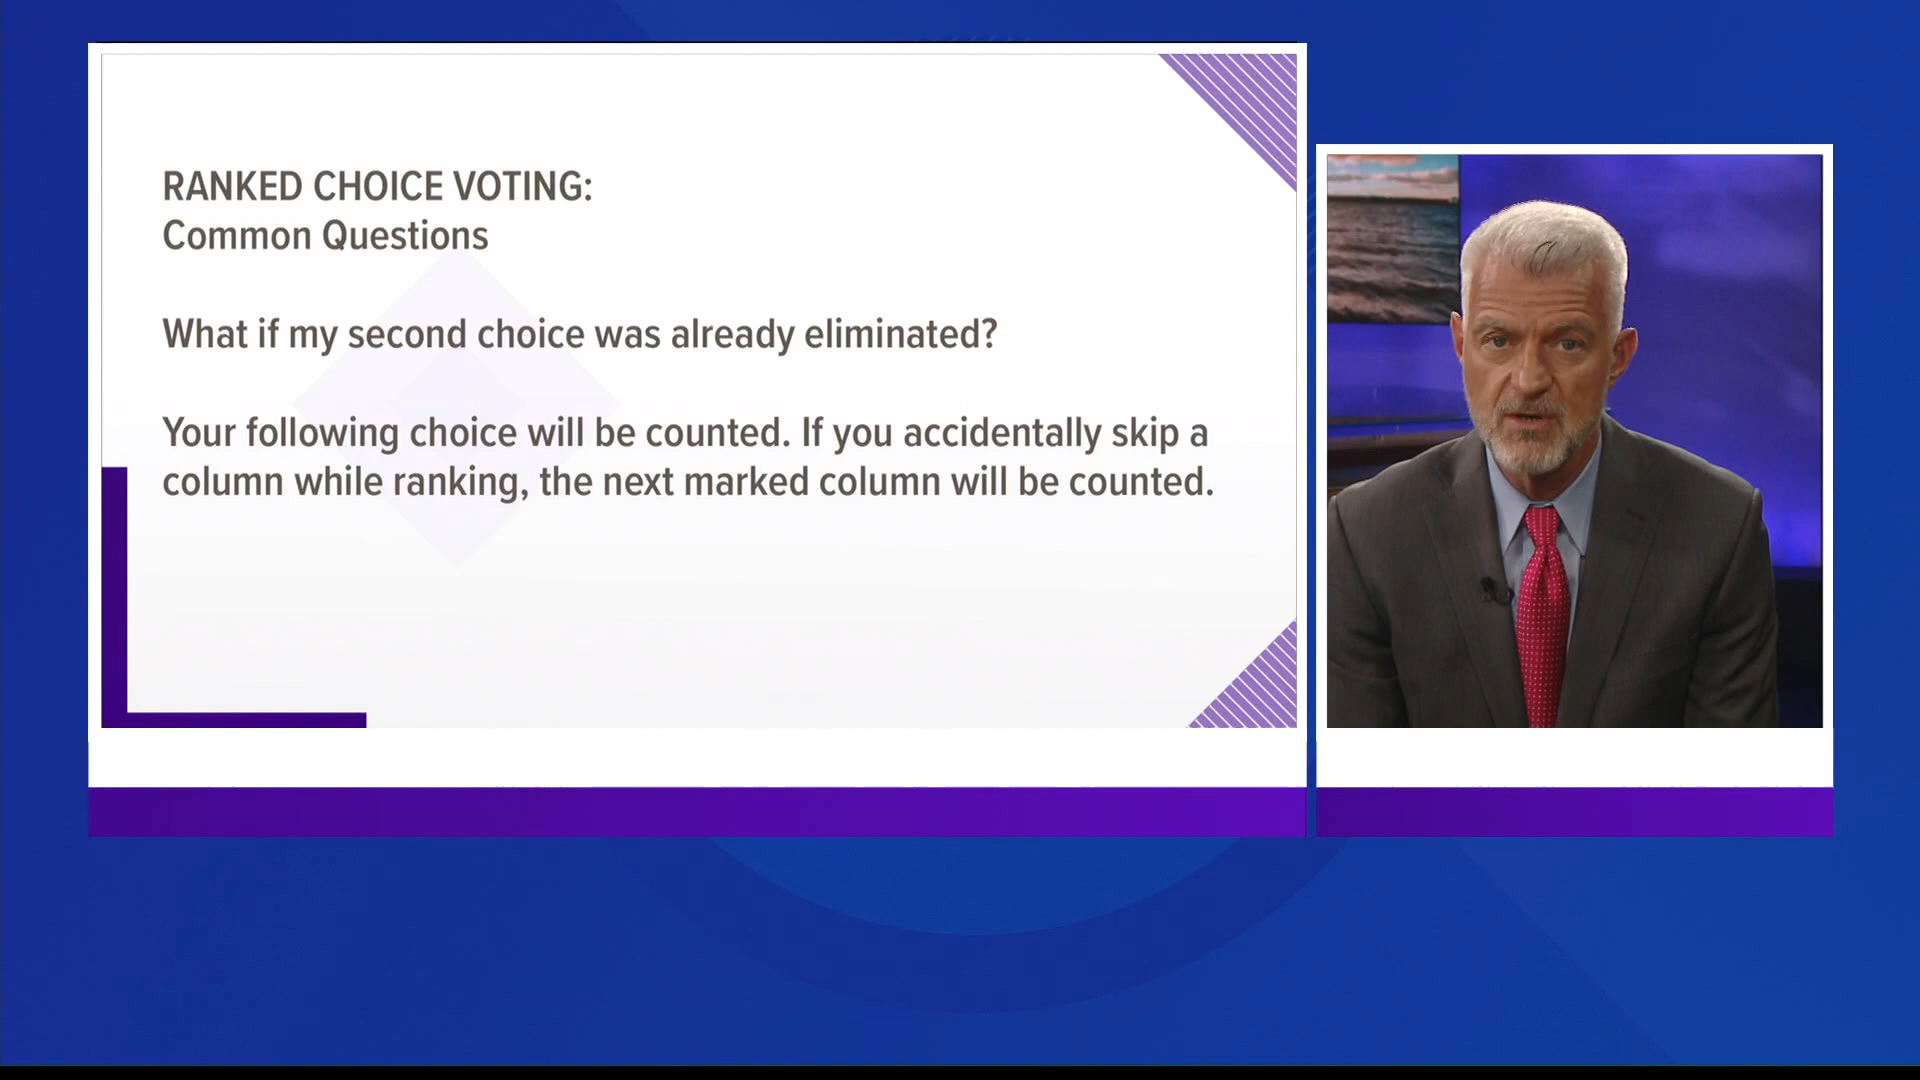 RANKED CHOICE VOTING:
Common Questions
What if my second choice was already eliminated?
Your following choice will be counted. If you accidentally skip a
column while ranking, the next marked column will be counted.